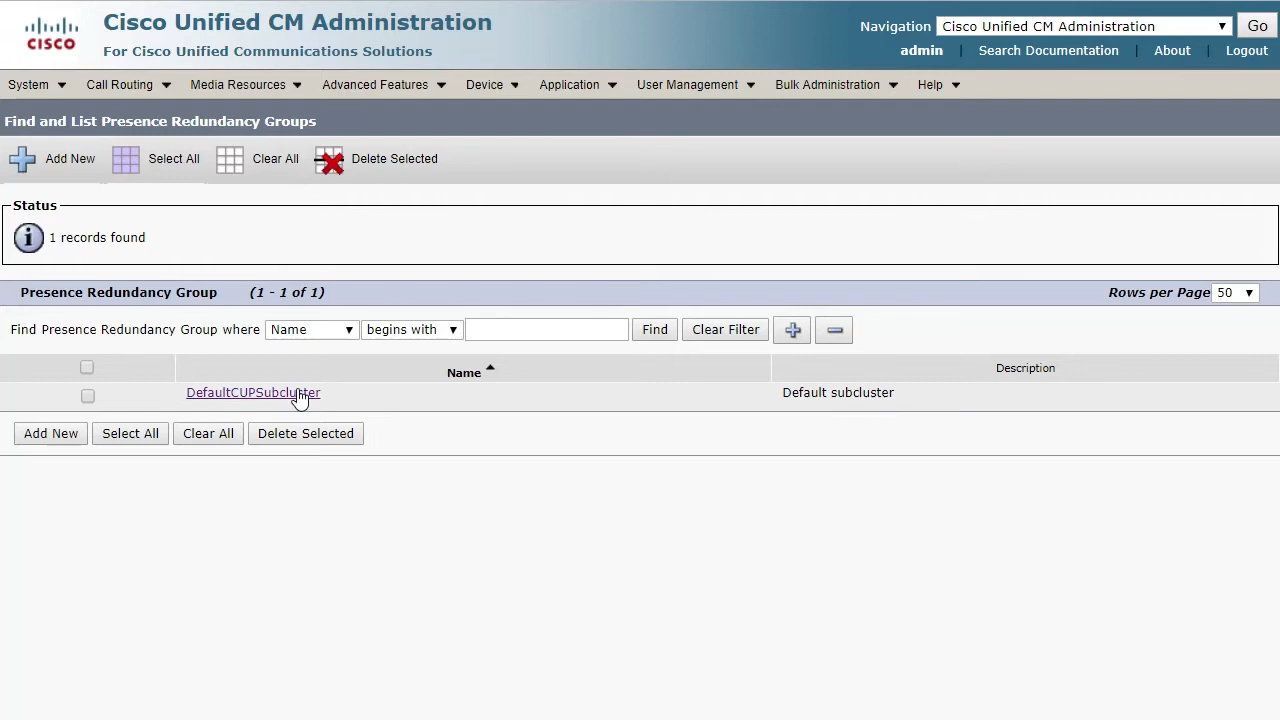 Cisco Unified CM Administration
For Cisco Unified Communications Solutions
CISCO
Navigation Cisco Unified CM Administration Go
admin | Search Documentation | About | Logout
System Call Routing Media Resources Advanced Features Device Application User Management Bulk Administration Help
Find and List Presence Redundancy Groups
Add New Select All Clear All Delete Selected
Status
1 records found
Presence Redundancy Group (1 - 1 of 1) Rows per Page 50
Find Presence Redundancy Group where Name begins with Find Clear Filter
Name Description
DefaultCUPSubcluster Default subcluster
Add New Select All Clear All Delete Selected